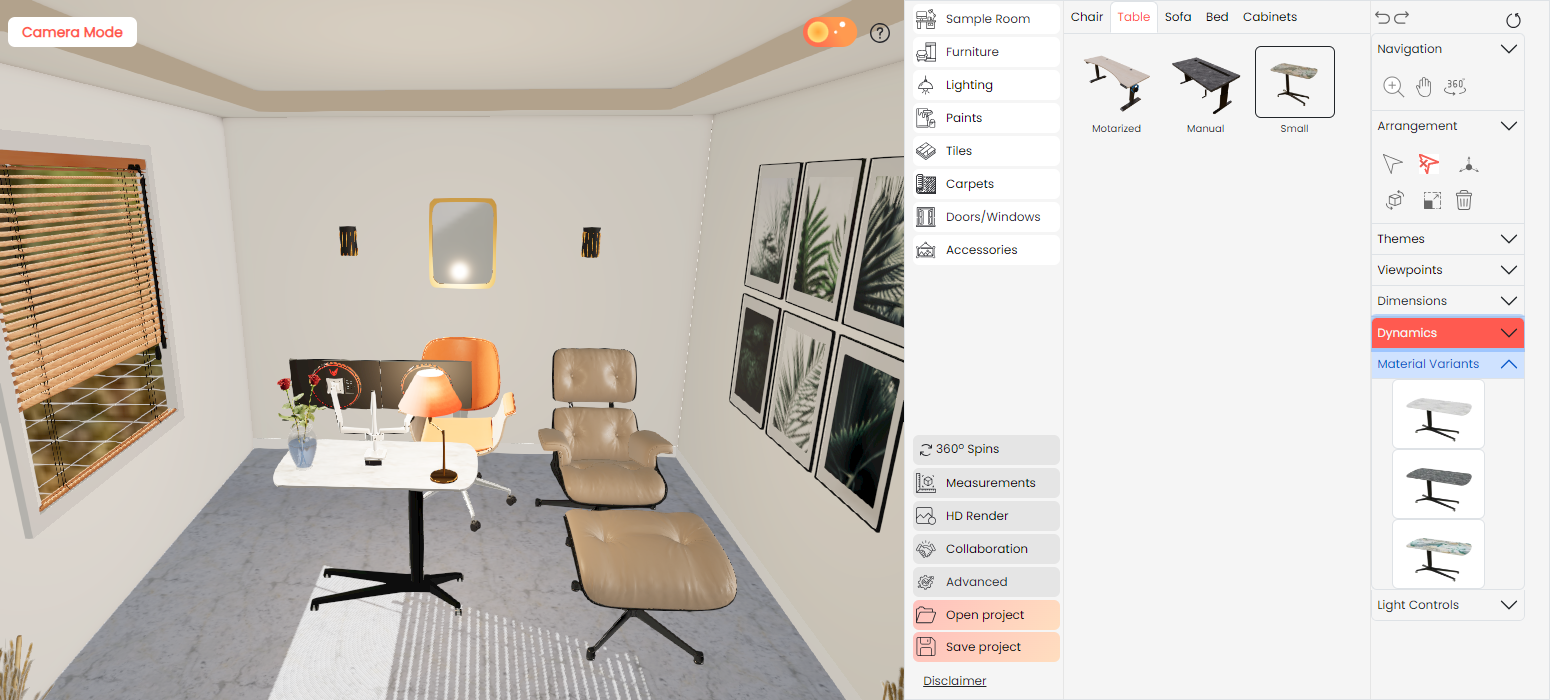 Camera Mode
?
Sample Room
Furniture
Lighting
Paints
Tiles
Carpets
Doors/Windows
Accessories
360° Spins
Measurements
HD Render
Collaboration
Advanced
Open project
Save project
Disclaimer
Chair Table Sofa Bed Cabinets
Motarized Manual Small
Navigation
360°
Arrangement
Themes
Viewpoints
Dimensions
Dynamics
Material Variants
Light Controls